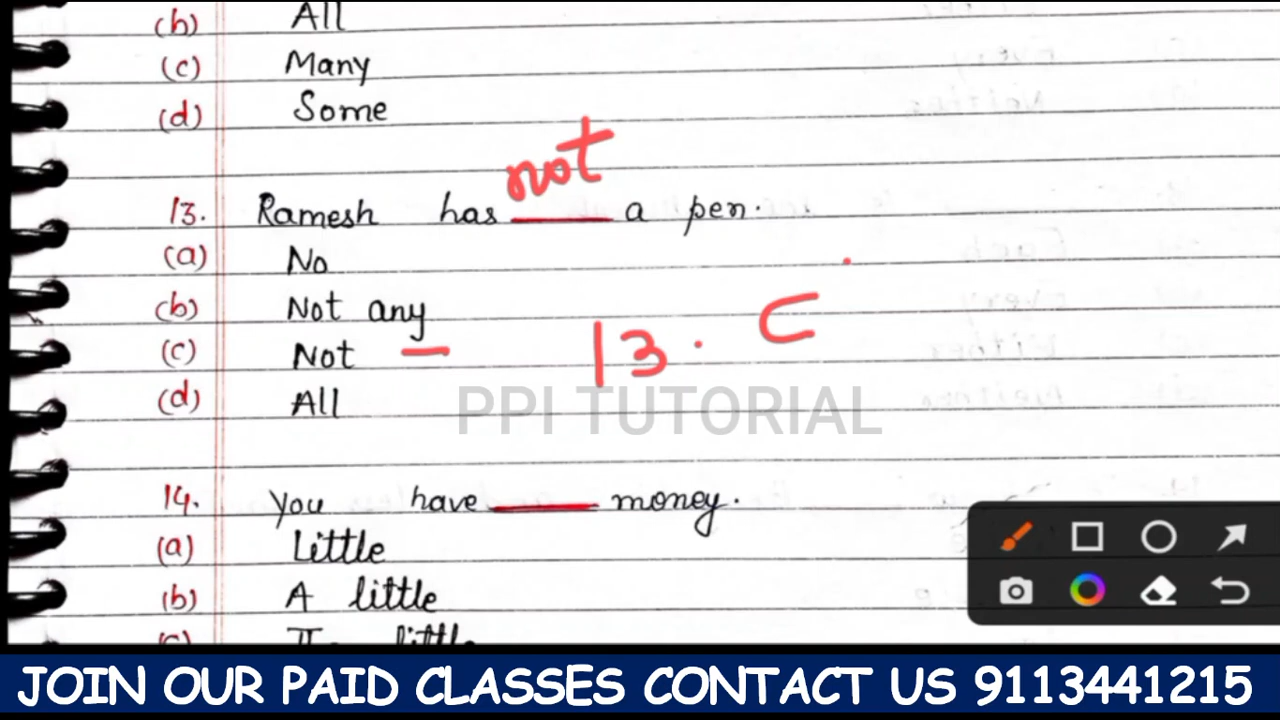 (b) All
(c) Many
(d) Some
not
13. Ramesh has ____ a pen.
(a) No
(b) Not any
(c) Not
13. C
(d) All
PPI TUTORIAL
14. You have ____ money.
(a) Little
(b) A little
(c) little
JOIN OUR PAID CLASSES CONTACT US 9113441215